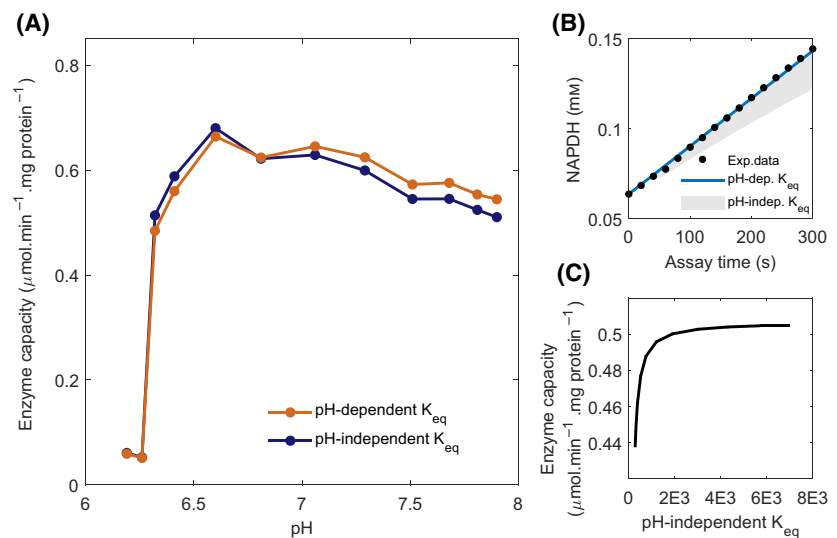 (A)
Enzyme capacity (μmol.min⁻¹ .mg protein⁻¹)
0.8
0.6
0.4
0.2
0
6
6.5
7
7.5
8
pH
pH-dependent Keq
pH-independent Keq
(B)
NAPDH (mM)
0.15
0.1
0.05
0
100
200
300
Assay time (s)
Exp.data
pH-dep. Keq
pH-indep. Keq
(C)
Enzyme capacity
(μmol.min⁻¹ .mg protein⁻¹)
0.5
0.48
0.46
0.44
0
2E3
4E3
6E3
8E3
pH-independent Keq